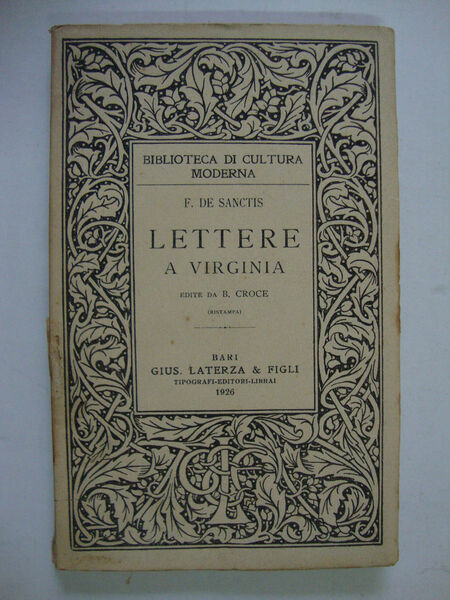 BIBLIOTECA DI CULTURA
MODERNA
F. DE SANCTIS
LETTERE
A VIRGINIA
EDITE DA B. CROCE
(RISTAMPA)
BARI
GIUS. LATERZA & FIGLI
TIPOGRAFI-EDITORI-LIBRAI
1926